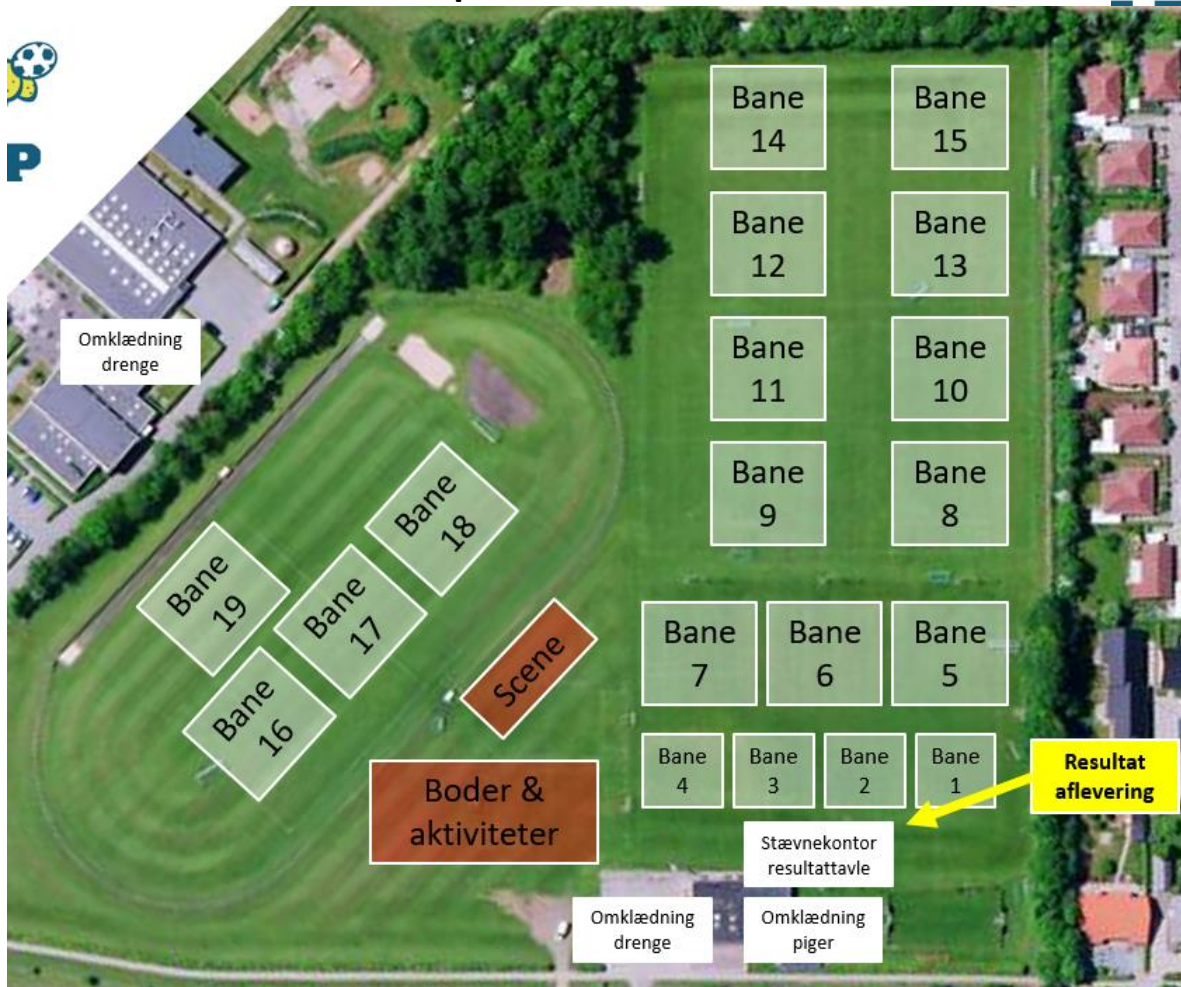 P
Bane
14
Bane
15
Bane
12
Bane
13
Omklædning
drenge
Bane
11
Bane
10
Bane
9
Bane
8
Bane
18
Bane
19
Bane
17
Bane
16
Scene
Bane
7
Bane
6
Bane
5
Boder &
aktiviteter
Bane
4
Bane
3
Bane
2
Bane
1
Resultat
aflevering
Stævnekontor
resultattavle
Omklædning
drenge
Omklædning
piger